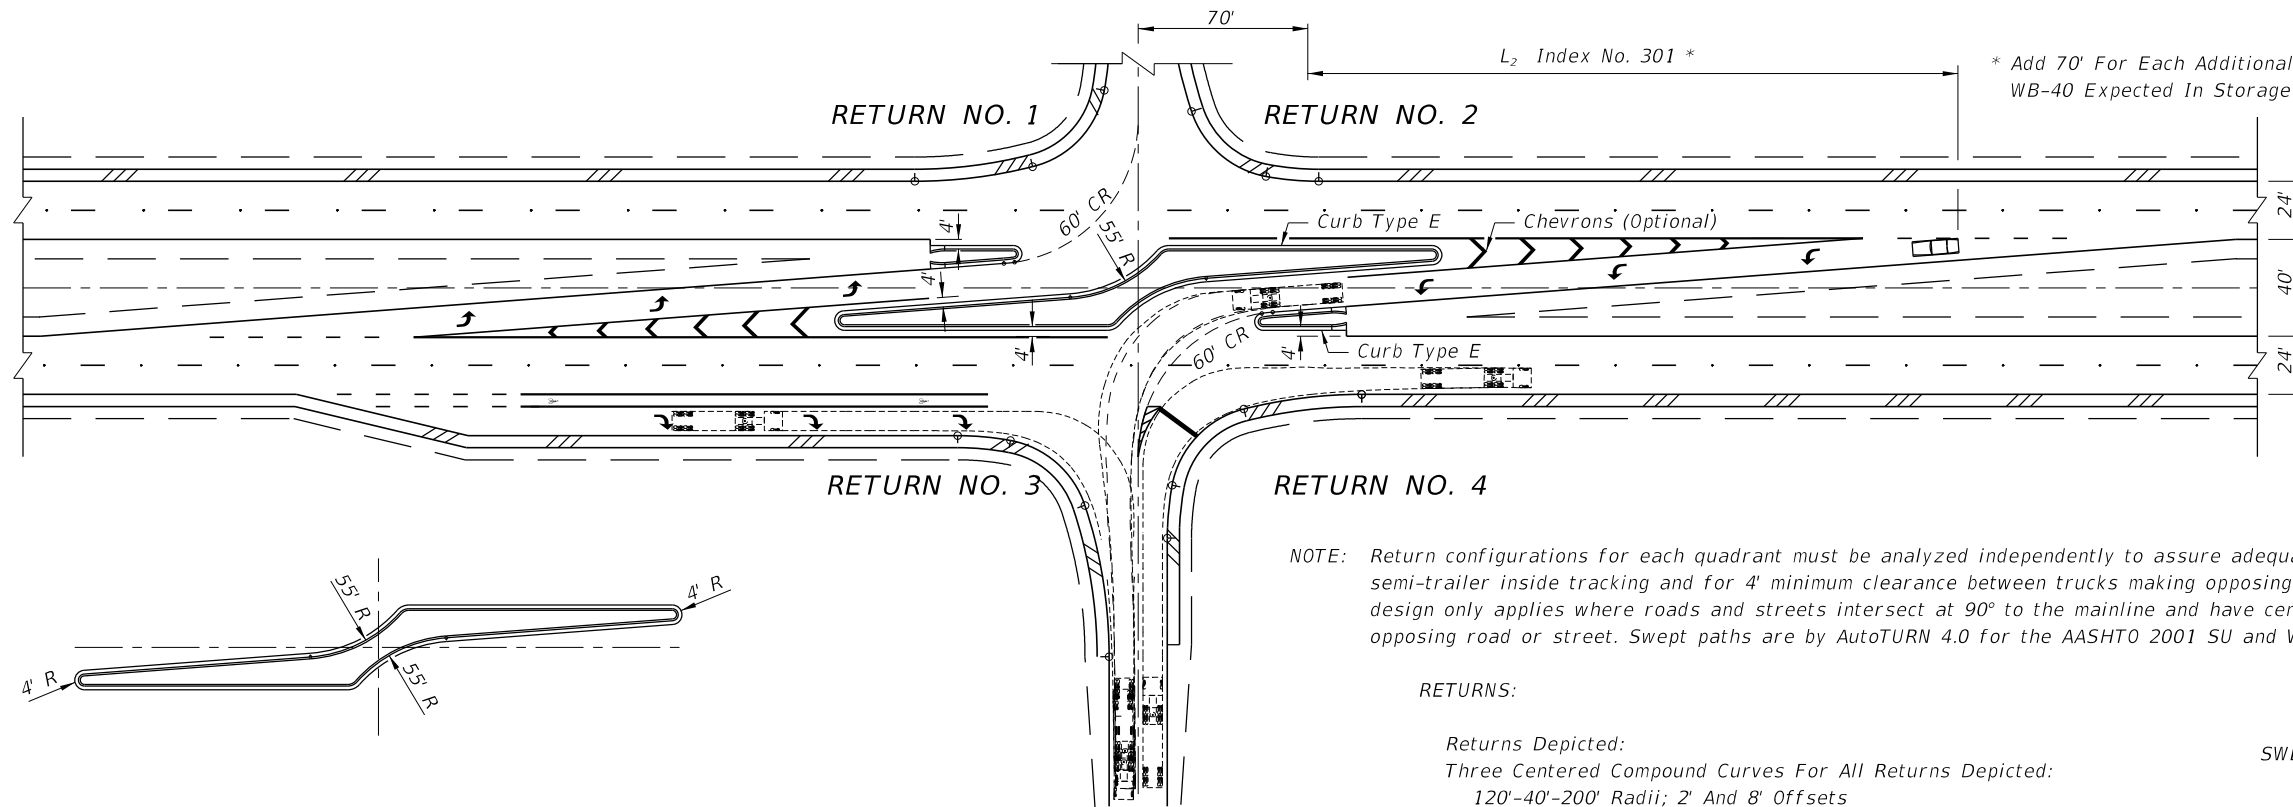 70'
L₂ Index No. 301 *
* Add 70' For Each Additional
WB-40 Expected In Storage
RETURN NO. 1
RETURN NO. 2
24'
60' CR
55' R
4'
Curb Type E
Chevrons (Optional)
4'
40'
4'
60' CR
4'
Curb Type E
24'
RETURN NO. 3
RETURN NO. 4
NOTE: Return configurations for each quadrant must be analyzed independently to assure
semi-trailer inside tracking and for 4' minimum clearance between trucks making opposing
design only applies where roads and streets intersect at 90° to the mainline and have
opposing road or street. Swept paths are by AutoTURN 4.0 for the AASHTO 2001 SU and
55' R
4' R
4' R
55' R
RETURNS:
Returns Depicted:
Three Centered Compound Curves For All Returns Depicted:
120'-40'-200' Radii; 2' And 8' Offsets